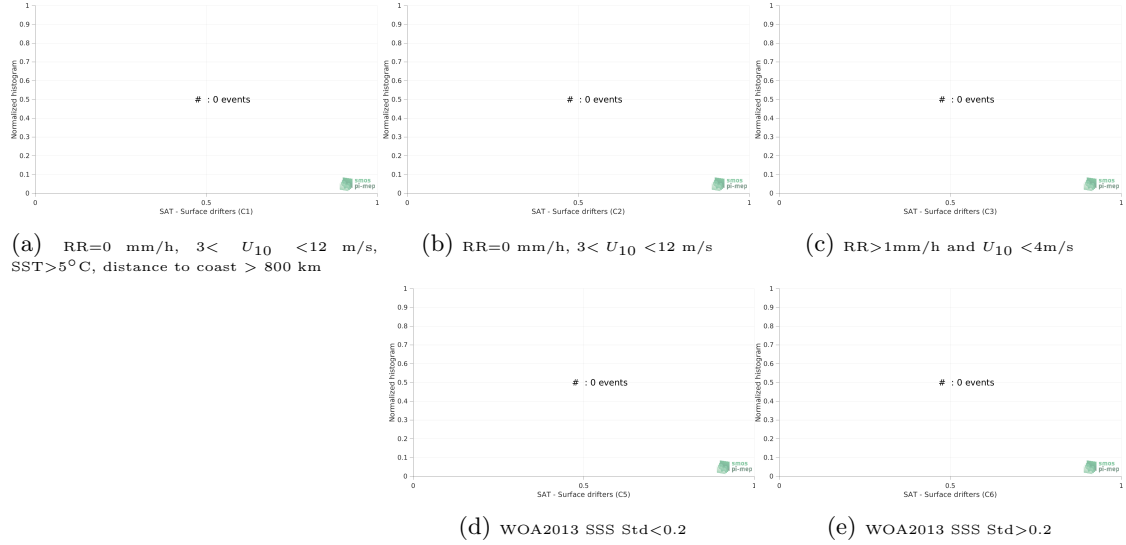 1
0.9
0.8
0.7
0.6
0.5
0.4
0.3
0.2
0.1
0
Normalized histogram
# : 0 events
smos
pi-mep
0 0.5 1
SAT - Surface drifters (C1)
1
0.9
0.8
0.7
0.6
0.5
0.4
0.3
0.2
0.1
0
Normalized histogram
# : 0 events
smos
pi-mep
0 0.5 1
SAT - Surface drifters (C2)
1
0.9
0.8
0.7
0.6
0.5
0.4
0.3
0.2
0.1
0
Normalized histogram
# : 0 events
smos
pi-mep
0 0.5 1
SAT - Surface drifters (C3)
(a) RR=0 mm/h, 3< U10 <12 m/s,
SST>5°C, distance to coast > 800 km
(b) RR=0 mm/h, 3< U10 <12 m/s
(c) RR>1mm/h and U10 <4m/s
1
0.9
0.8
0.7
0.6
0.5
0.4
0.3
0.2
0.1
0
Normalized histogram
# : 0 events
smos
pi-mep
0 0.5 1
SAT - Surface drifters (C5)
1
0.9
0.8
0.7
0.6
0.5
0.4
0.3
0.2
0.1
0
Normalized histogram
# : 0 events
smos
pi-mep
0 0.5 1
SAT - Surface drifters (C6)
(d) WOA2013 SSS Std<0.2
(e) WOA2013 SSS Std>0.2